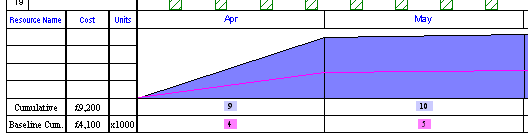 19
Resource Name Cost Units Apr May
Cumulative £9,200 9 10
Baseline Cum. £4,100 x1000 4 5